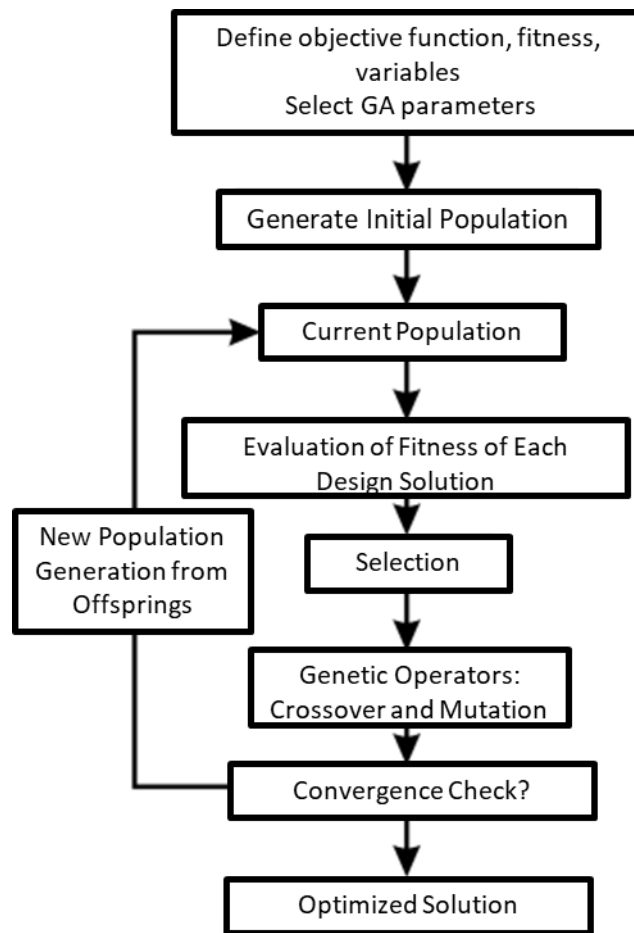 Define objective function, fitness,
variables
Select GA parameters
Generate Initial Population
Current Population
Evaluation of Fitness of Each
Design Solution
New Population
Generation from
Offsprings
Selection
Genetic Operators:
Crossover and Mutation
Convergence Check?
Optimized Solution